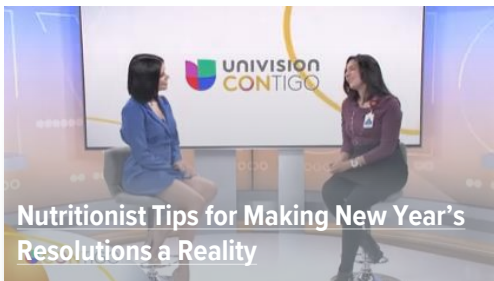 UNIVISION
CONTIGO
Nutritionist Tips for Making New Year's
Resolutions a Reality